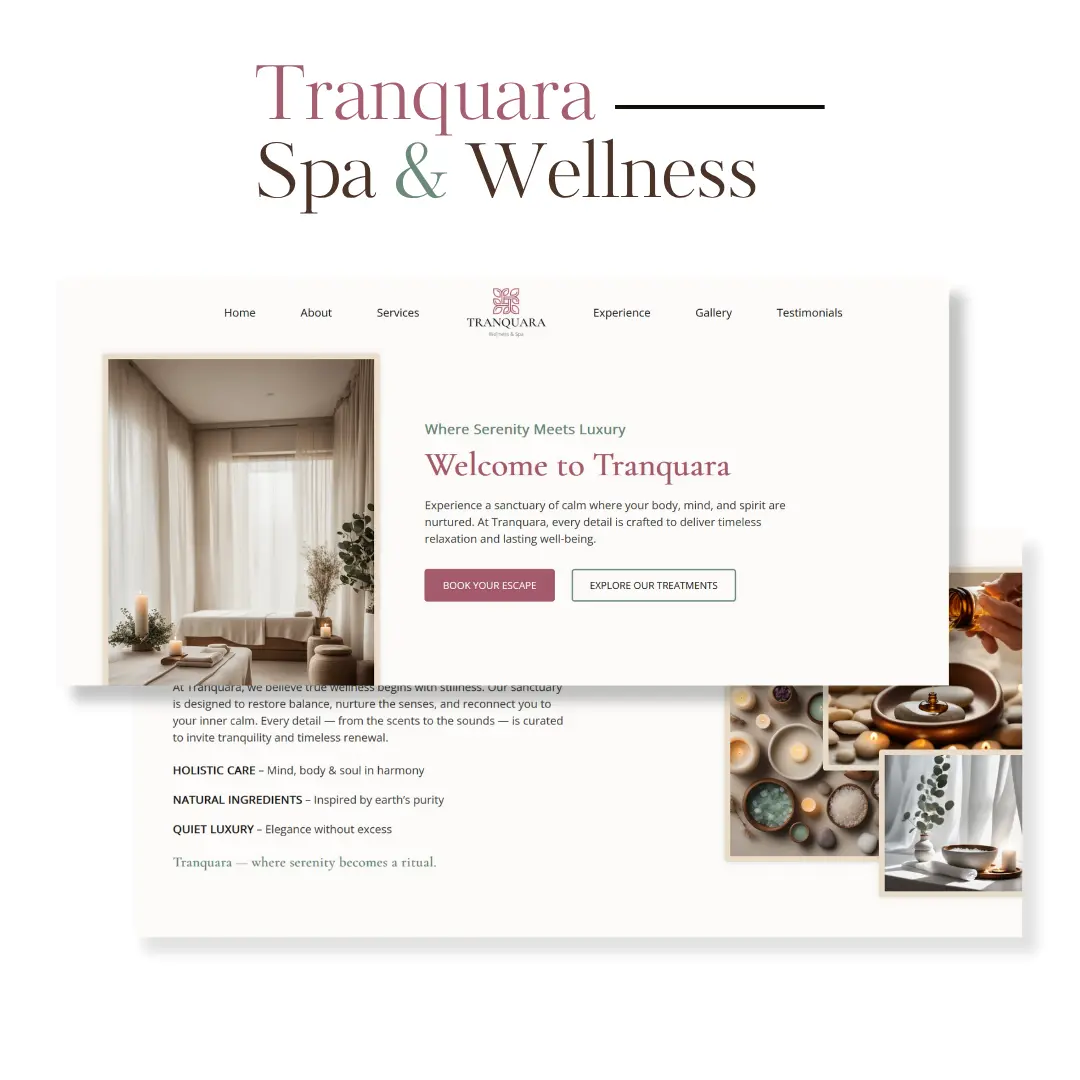 Tranquara
Spa & Wellness
Home
About
Services
TRANQUARA
Wellness & Spa
Experience
Gallery
Testimonials
Where Serenity Meets Luxury
Welcome to Tranquara
Experience a sanctuary of calm where your body, mind, and spirit are
nurtured. At Tranquara, every detail is crafted to deliver timeless
relaxation and lasting well-being.
BOOK YOUR ESCAPE
EXPLORE OUR TREATMENTS
At Tranquara, we believe true wellness begins with stillness. Our sanctuary
is designed to restore balance, nurture the senses, and reconnect you to
your inner calm. Every detail — from the scents to the sounds — is curated
to invite tranquility and timeless renewal.
HOLISTIC CARE – Mind, body & soul in harmony
NATURAL INGREDIENTS – Inspired by earth's purity
QUIET LUXURY – Elegance without excess
Tranquara — where serenity becomes a ritual.